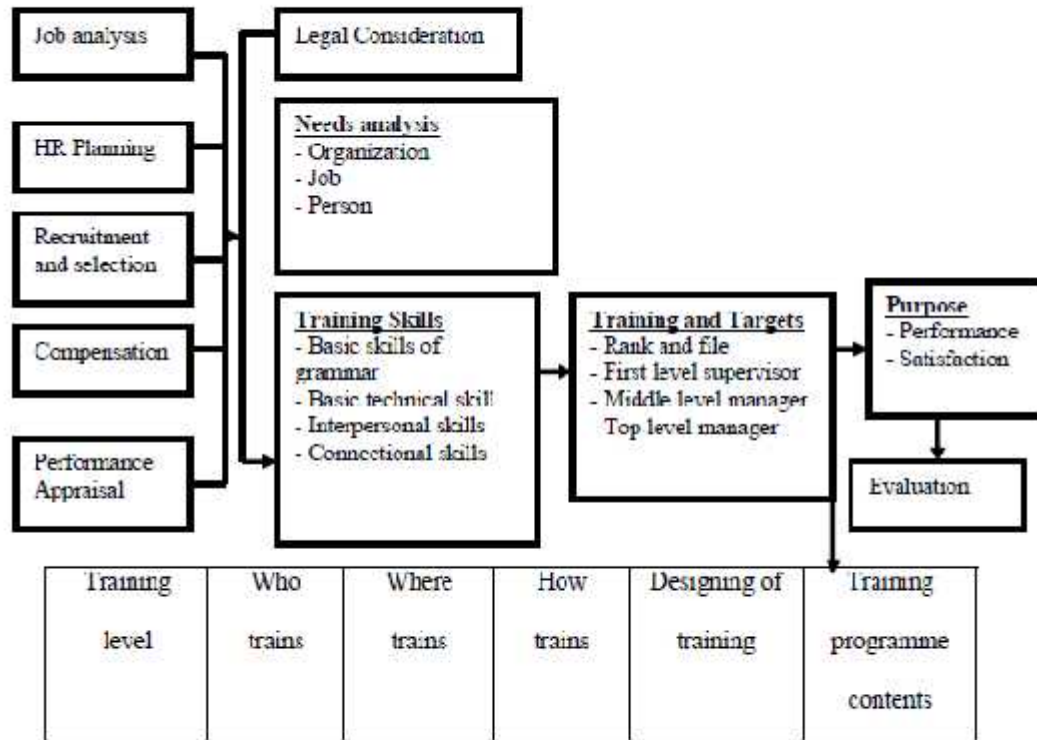 Job analysis
HR Planning
Recruitment
and selection
Compensation
Performance
Appraisal
Legal Consideration
Needs analysis
- Organization
- Job
- Person
Training Skills
- Basic skills of
grammar
- Basic technical skill
- Interpersonal skills
- Connectional skills
Training and Targets
- Rank and file
- First level supervisor
- Middle level manager
Top level manager
Purpose
- Performance
- Satisfaction
Evaluation
Training
level
Who
trains
Where
trains
How
trains
Designing of
training
Training
programme
contents